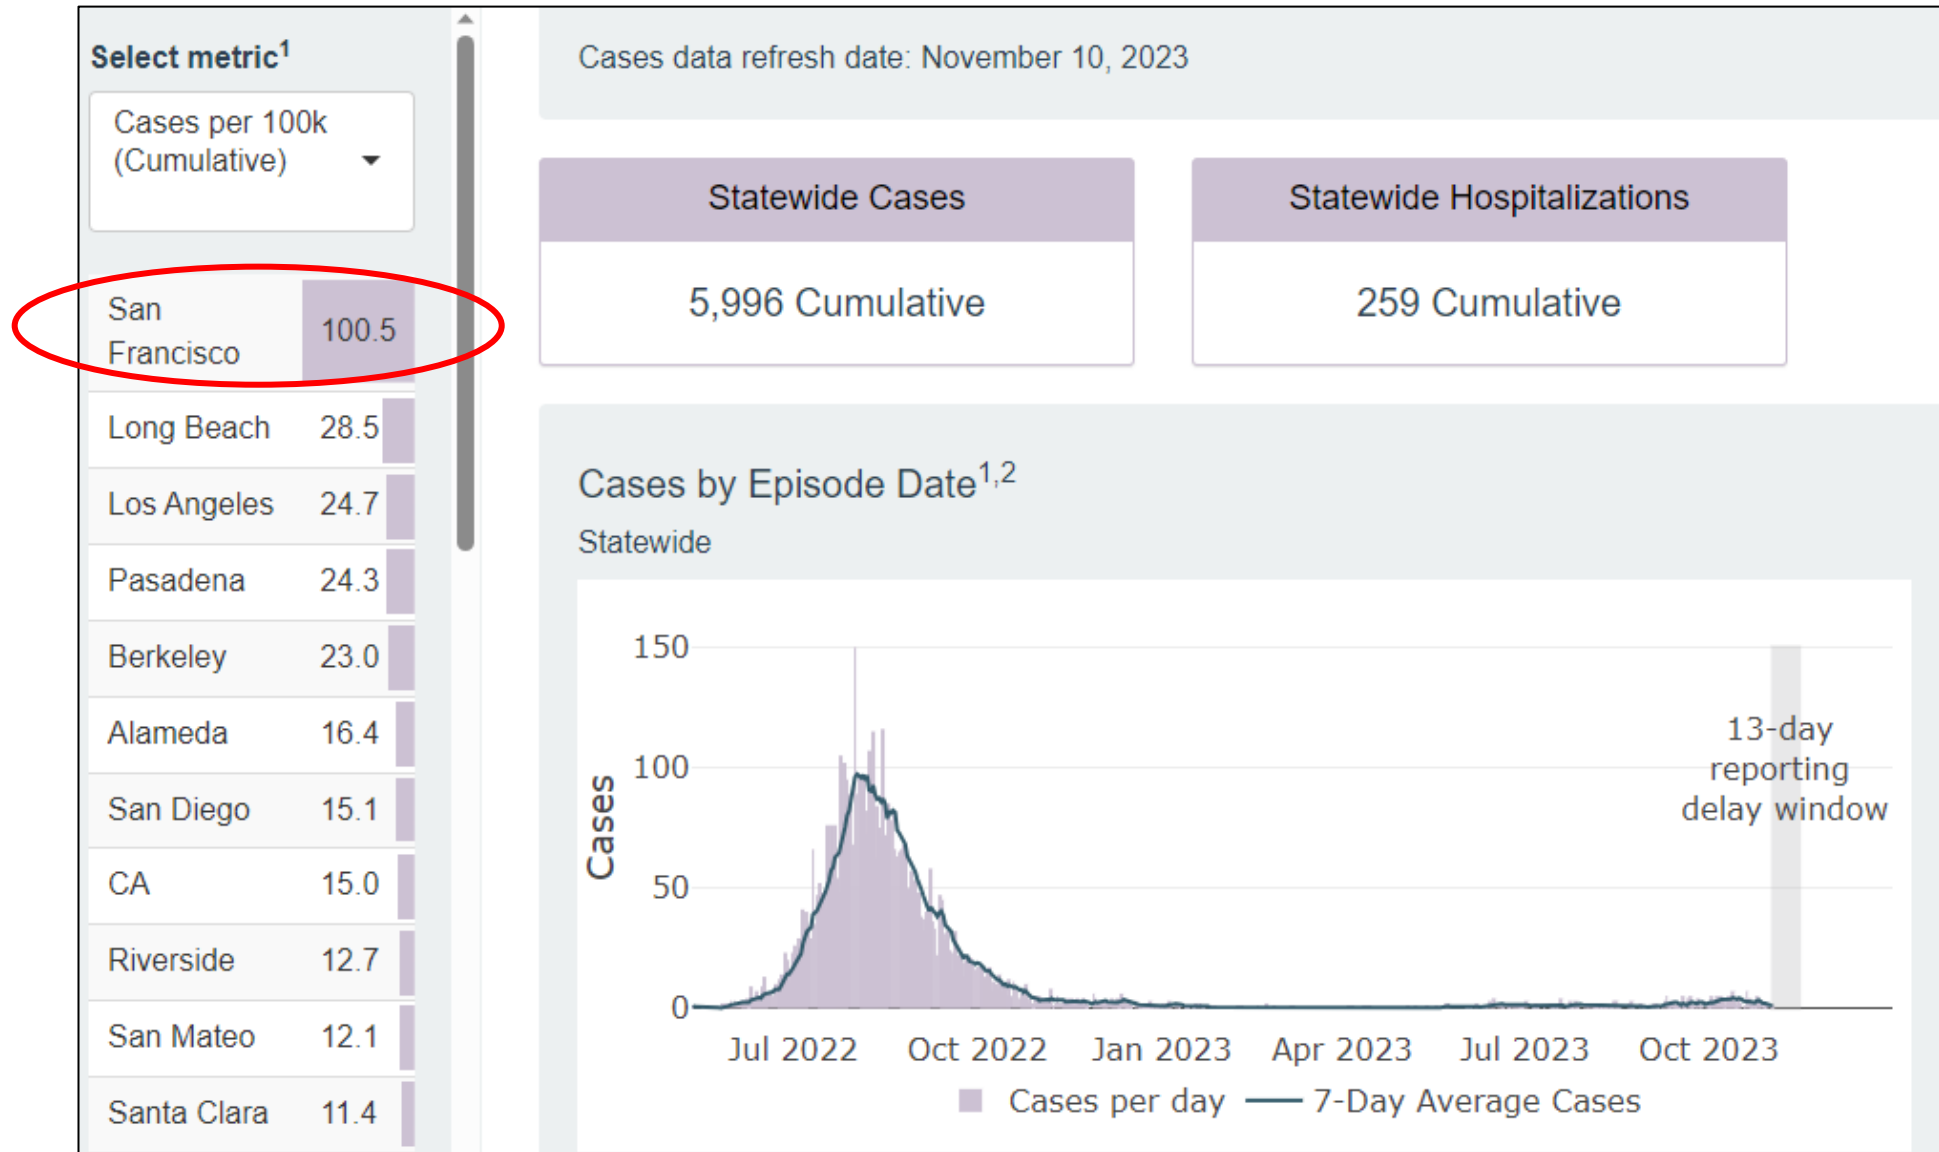 Select metric1
Cases per 100k
(Cumulative)
San
Francisco
100.5
Long Beach 28.5
Los Angeles 24.7
Pasadena 24.3
Berkeley 23.0
Alameda 16.4
San Diego 15.1
CA 15.0
Riverside 12.7
San Mateo 12.1
Santa Clara 11.4
Cases data refresh date: November 10, 2023
Statewide Cases
5,996 Cumulative
Statewide Hospitalizations
259 Cumulative
Cases by Episode Date1,2
Statewide
150
100
50
0
Cases
13-day
reporting
delay window
Jul 2022 Oct 2022 Jan 2023 Apr 2023 Jul 2023 Oct 2023
Cases per day 7-Day Average Cases